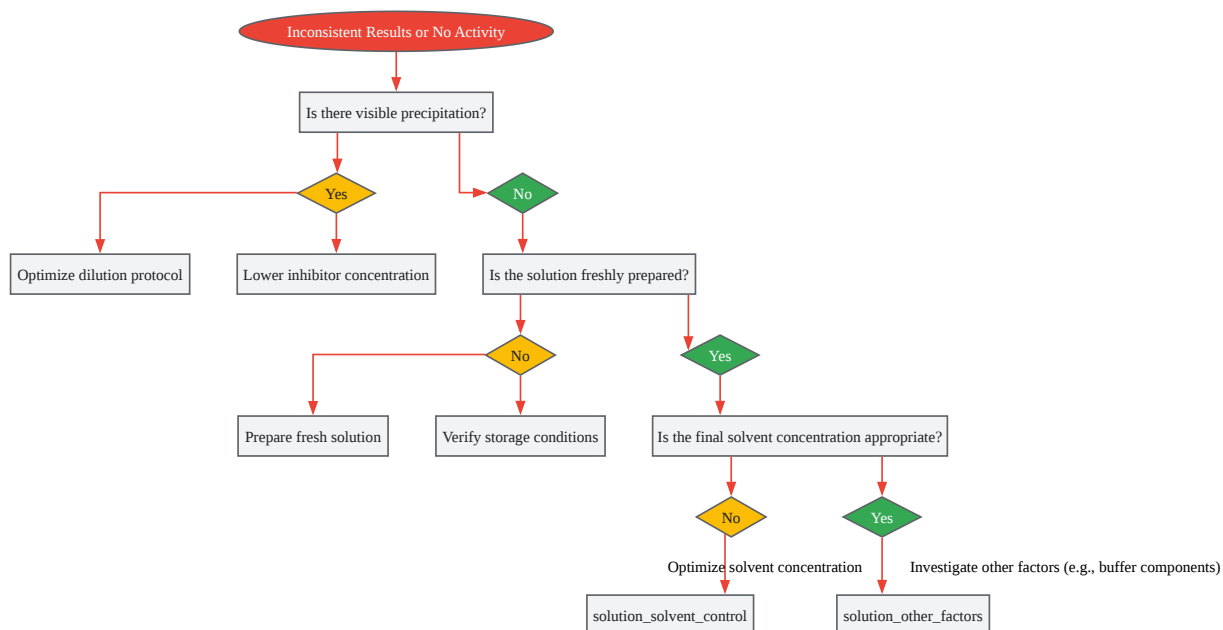 Inconsistent Results or No Activity
Is there visible precipitation?
Yes
No
Optimize dilution protocol
Lower inhibitor concentration
Is the solution freshly prepared?
No
Yes
Prepare fresh solution
Verify storage conditions
Is the final solvent concentration appropriate?
No
Yes
Optimize solvent concentration
Investigate other factors (e.g., buffer components)
solution_solvent_control
solution_other_factors